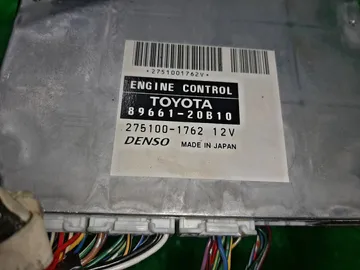 *2751001762V*
ENGINE CONTROL
TOYOTA
89661-20B10
275100-1762 12V
DENSO MADE IN JAPAN